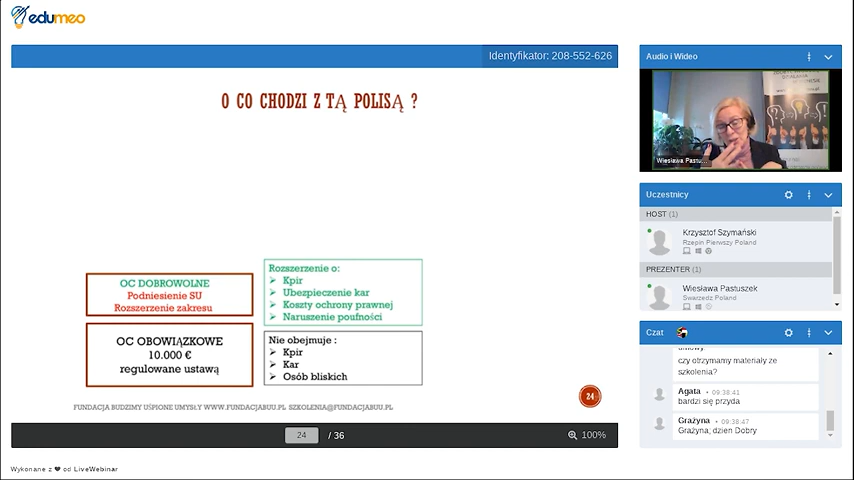 edumeo
Identyfikator: 208-552-626
O CO CHODZI Z TĄ POLISĄ ?
OC DOBROWOLNE
Podniesienie SU
Rozszerzenie zakresu
Rozszerzenie o:
Kpir
Ubezpieczenie kar
Koszty ochrony prawnej
Naruszenie poufności
OC OBOWIĄZKOWE
10.000 €
regulowane ustawą
Nie obejmuje :
Kpir
Kar
Osób bliskich
24
FUNDACJA BUDZIMY UŚPIONE UMYSŁY WWW.FUNDACJABUU.PL SZKOLENIA@FUNDACJABUU.PL
24 / 36
100%
Wykonane z ❤ od LiveWebinar
Audio i Wideo
Wiesława Pastu...
Uczestnicy
HOST (1)
Krzysztof Szymański
Rzepin Pierwszy Poland
PREZENTER (1)
Wiesława Pastuszek
Swarzedz Poland
Czat
czy otrzymamy materiały ze
szkolenia?
Agata • 09:38:41
bardzi się przyda
Grażyna • 09:38:47
Grażyna; dzien Dobry